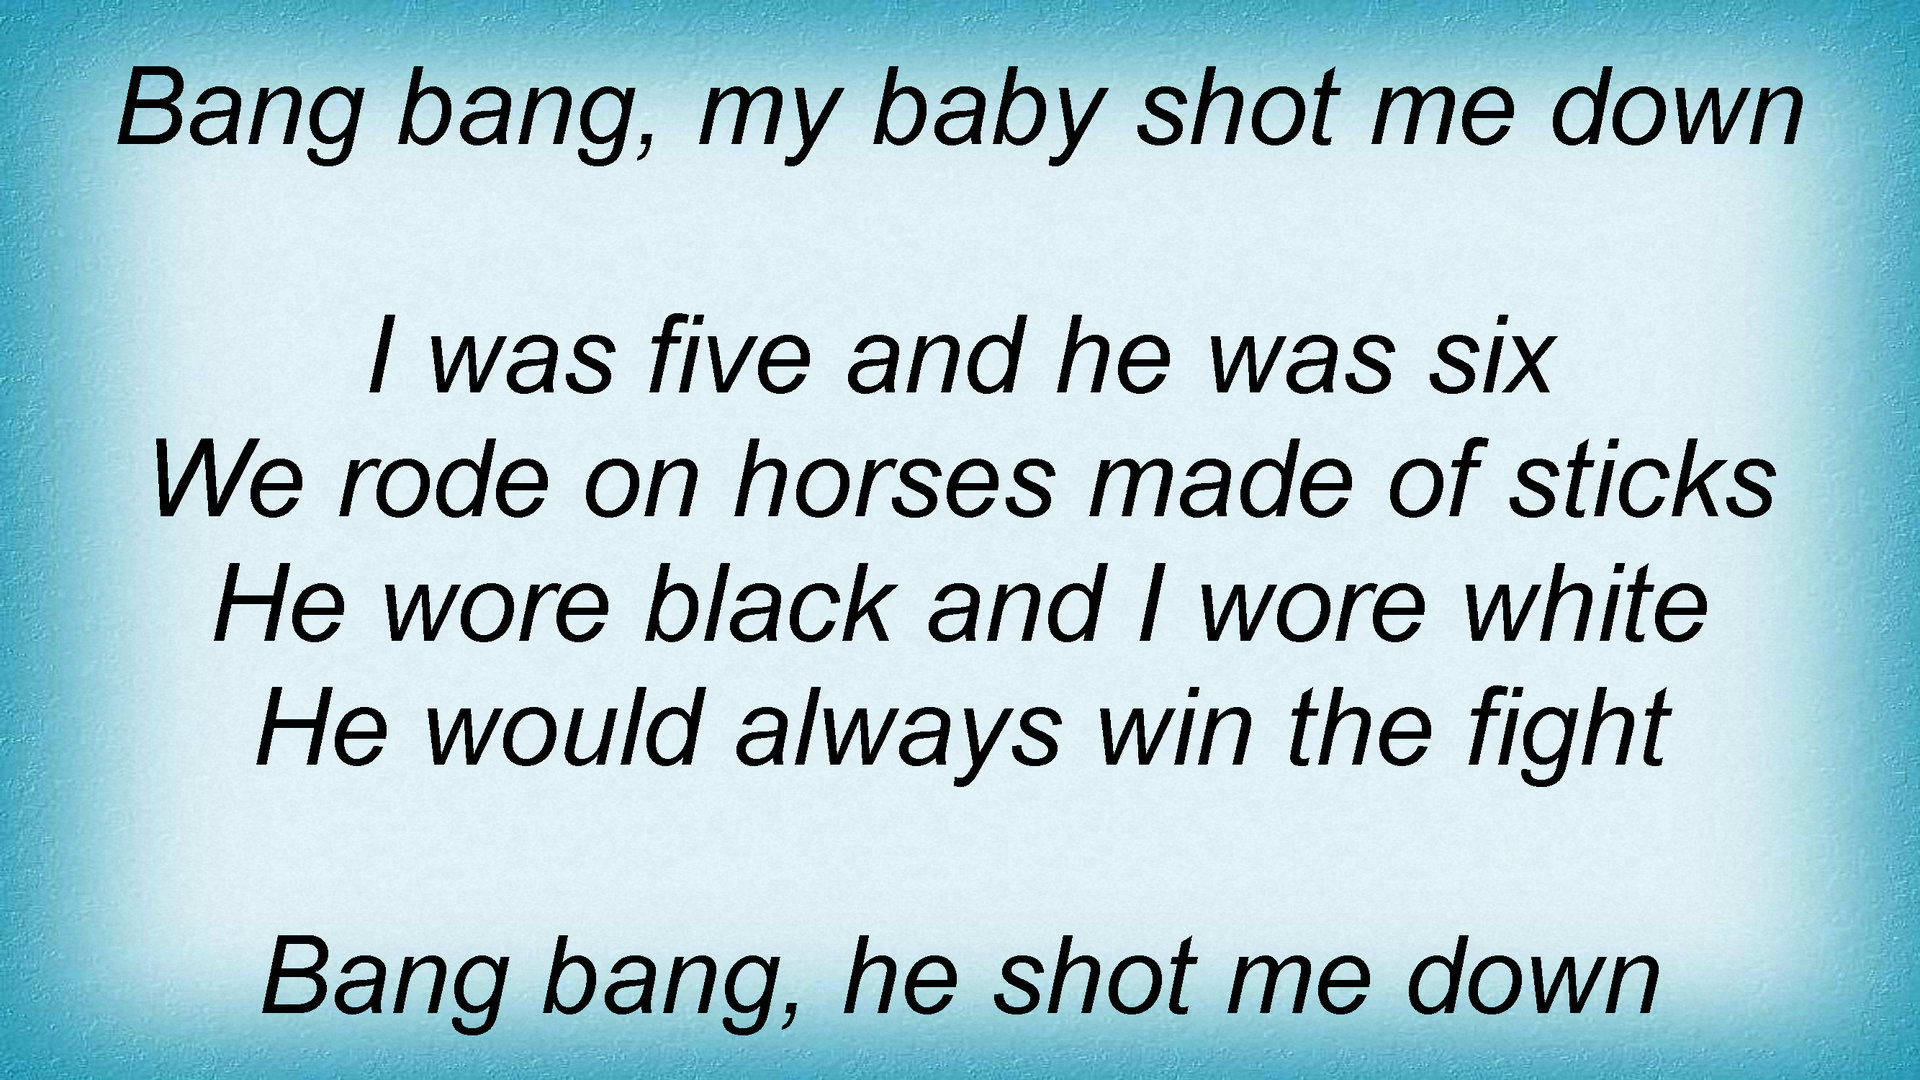 Bang bang, my baby shot me down
I was five and he was six
We rode on horses made of sticks
He wore black and I wore white
He would always win the fight
Bang bang, he shot me down